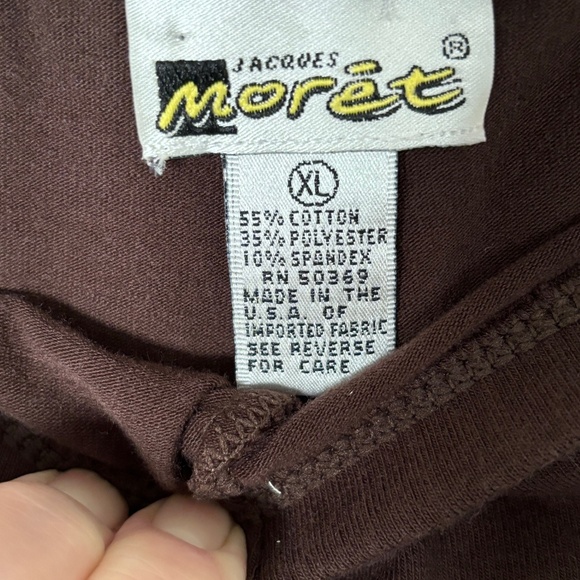 JACQUES
morét ®
XL
55% COTTON
35% POLYESTER
10% SPANDEX
RN 50369
MADE IN THE
U.S.A. OF
IMPORTED FABRIC
SEE REVERSE
FOR CARE